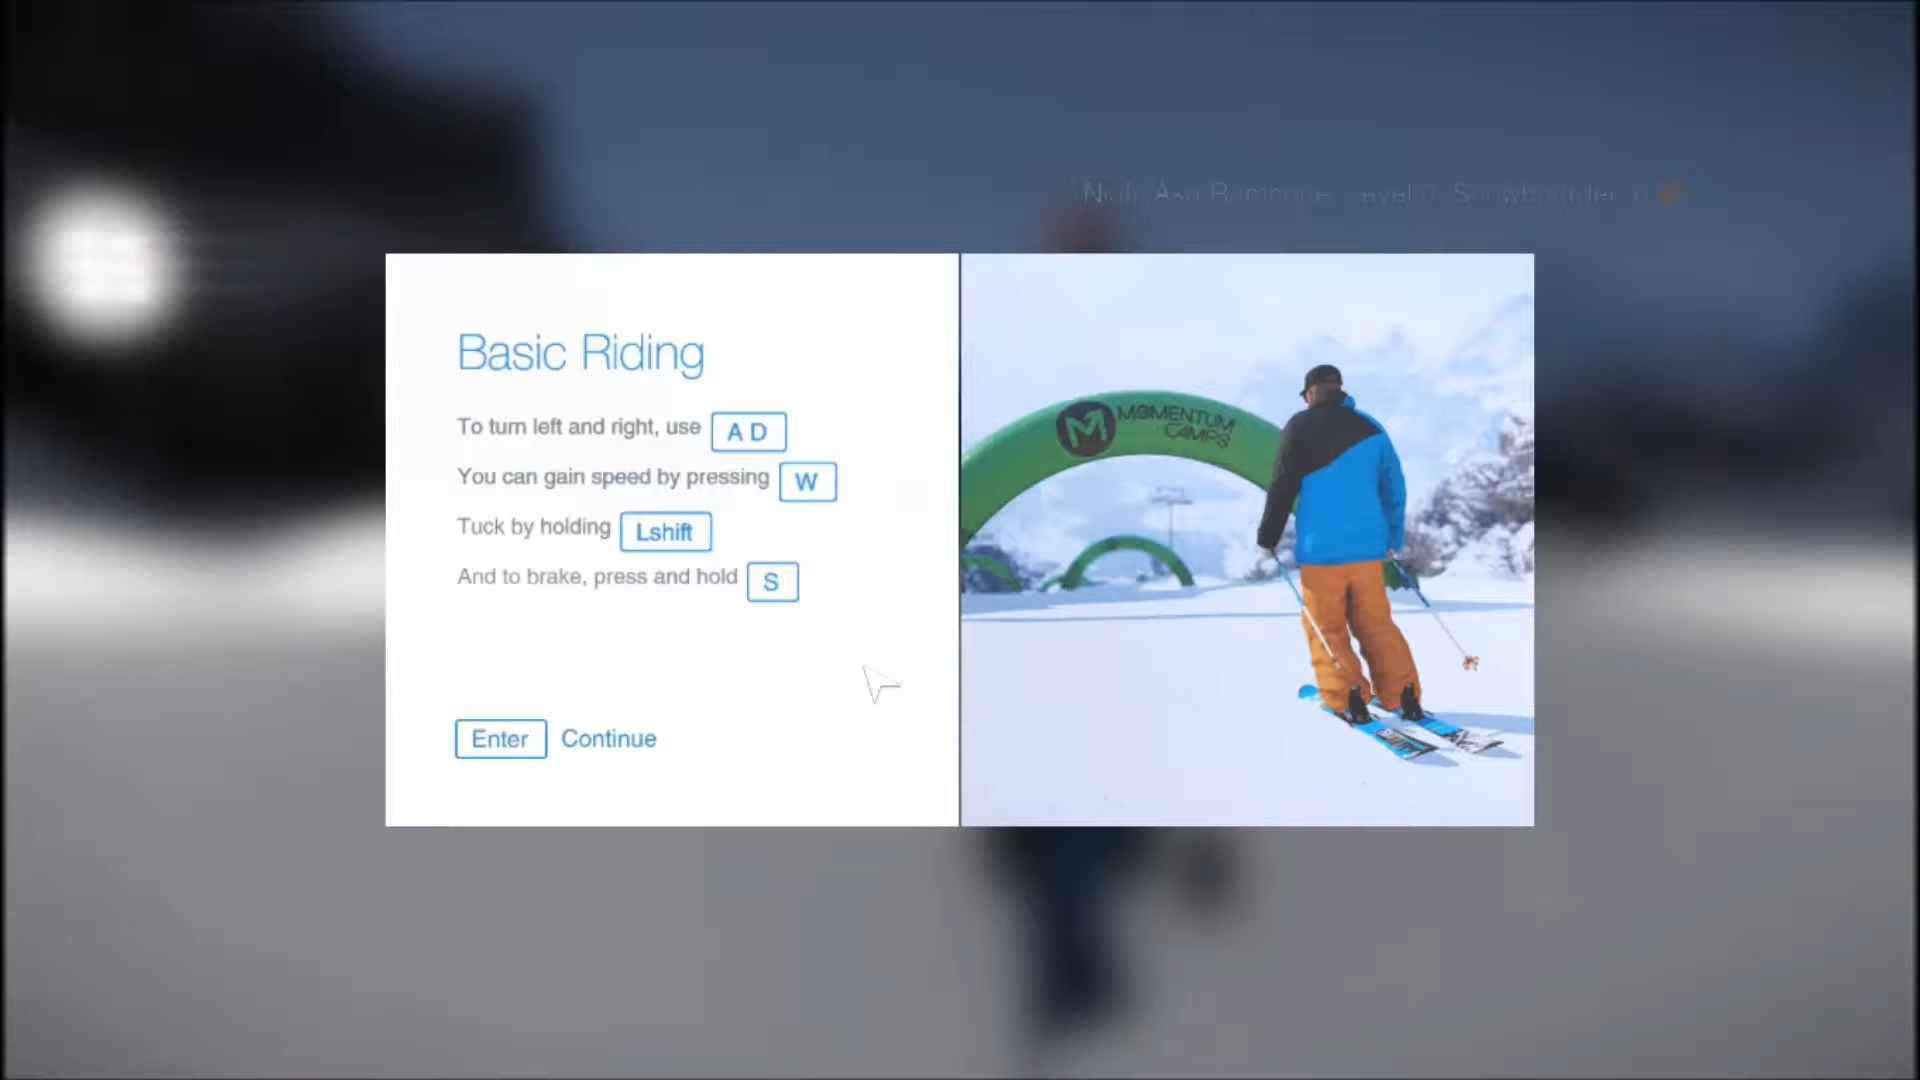 Basic Riding
To turn left and right, use A D
You can gain speed by pressing W
Tuck by holding Lshift
And to brake, press and hold S
Enter Continue
M MOMENTUM
CAMPS